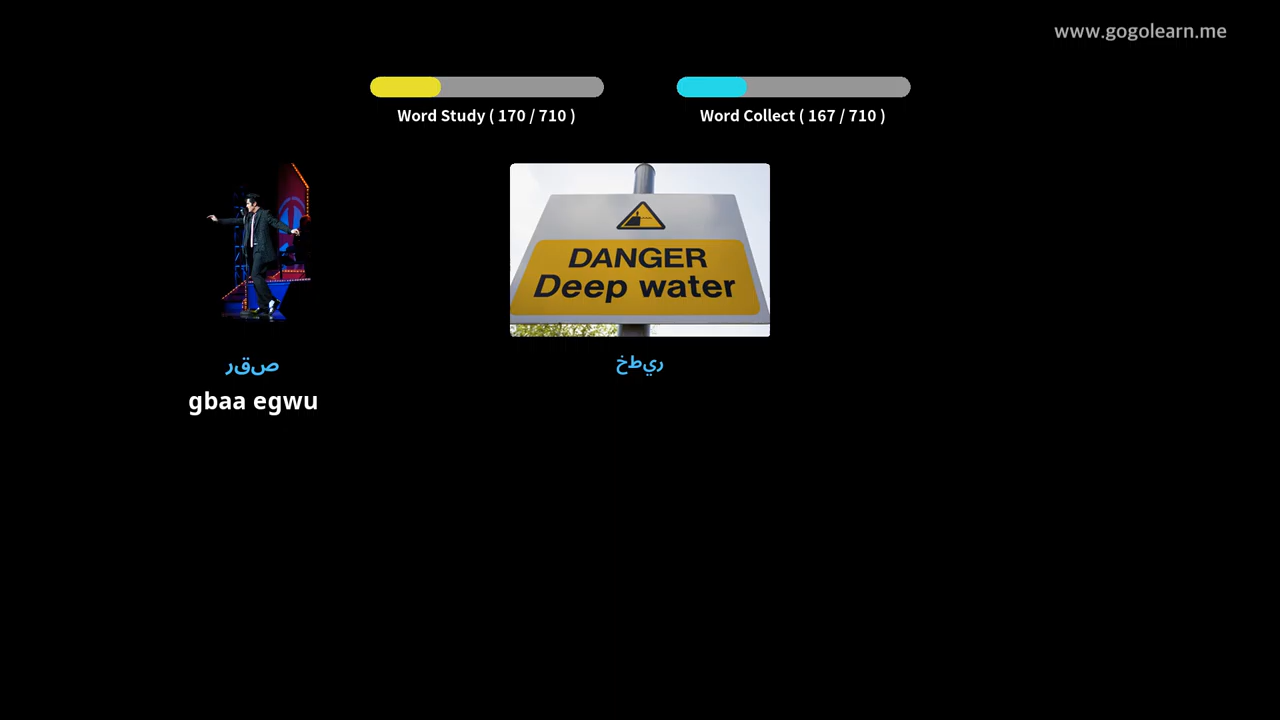 www.gogolearn.me
Word Study ( 170 / 710 )
Word Collect ( 167 / 710 )
DANGER
Deep water
رقص
خطير
gbaa egwu